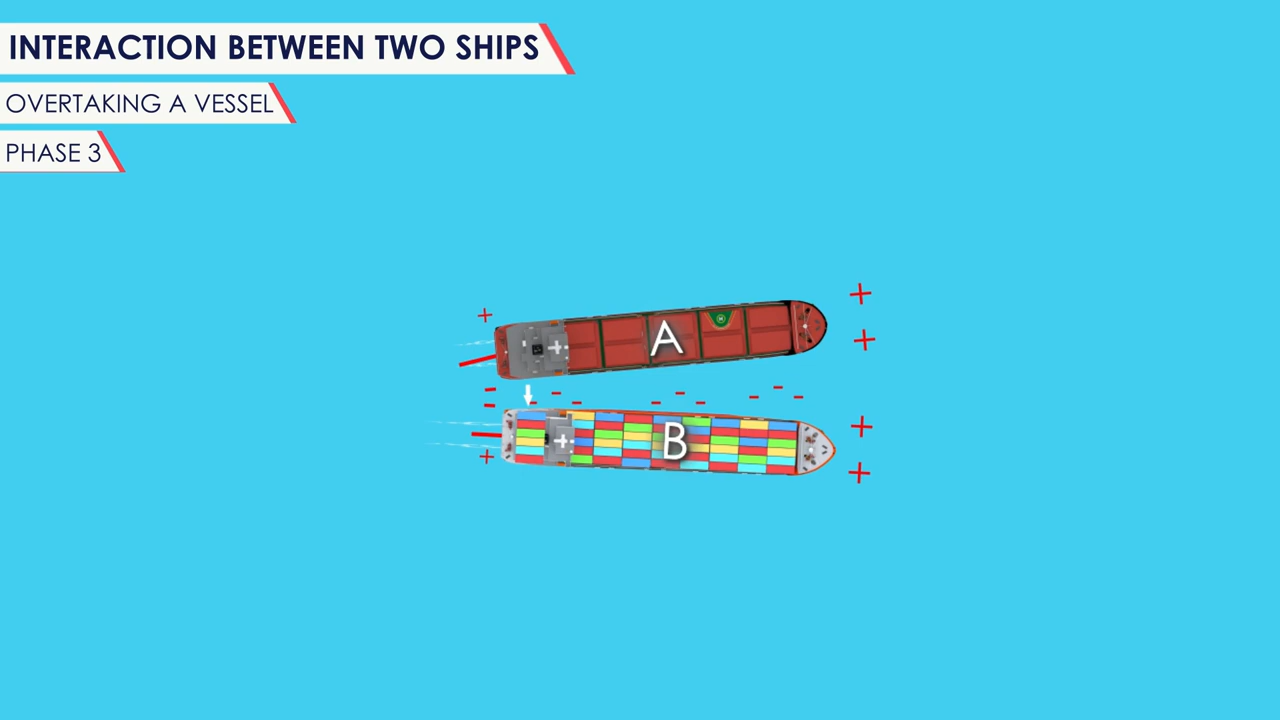 INTERACTION BETWEEN TWO SHIPS
OVERTAKING A VESSEL
PHASE 3
A
B